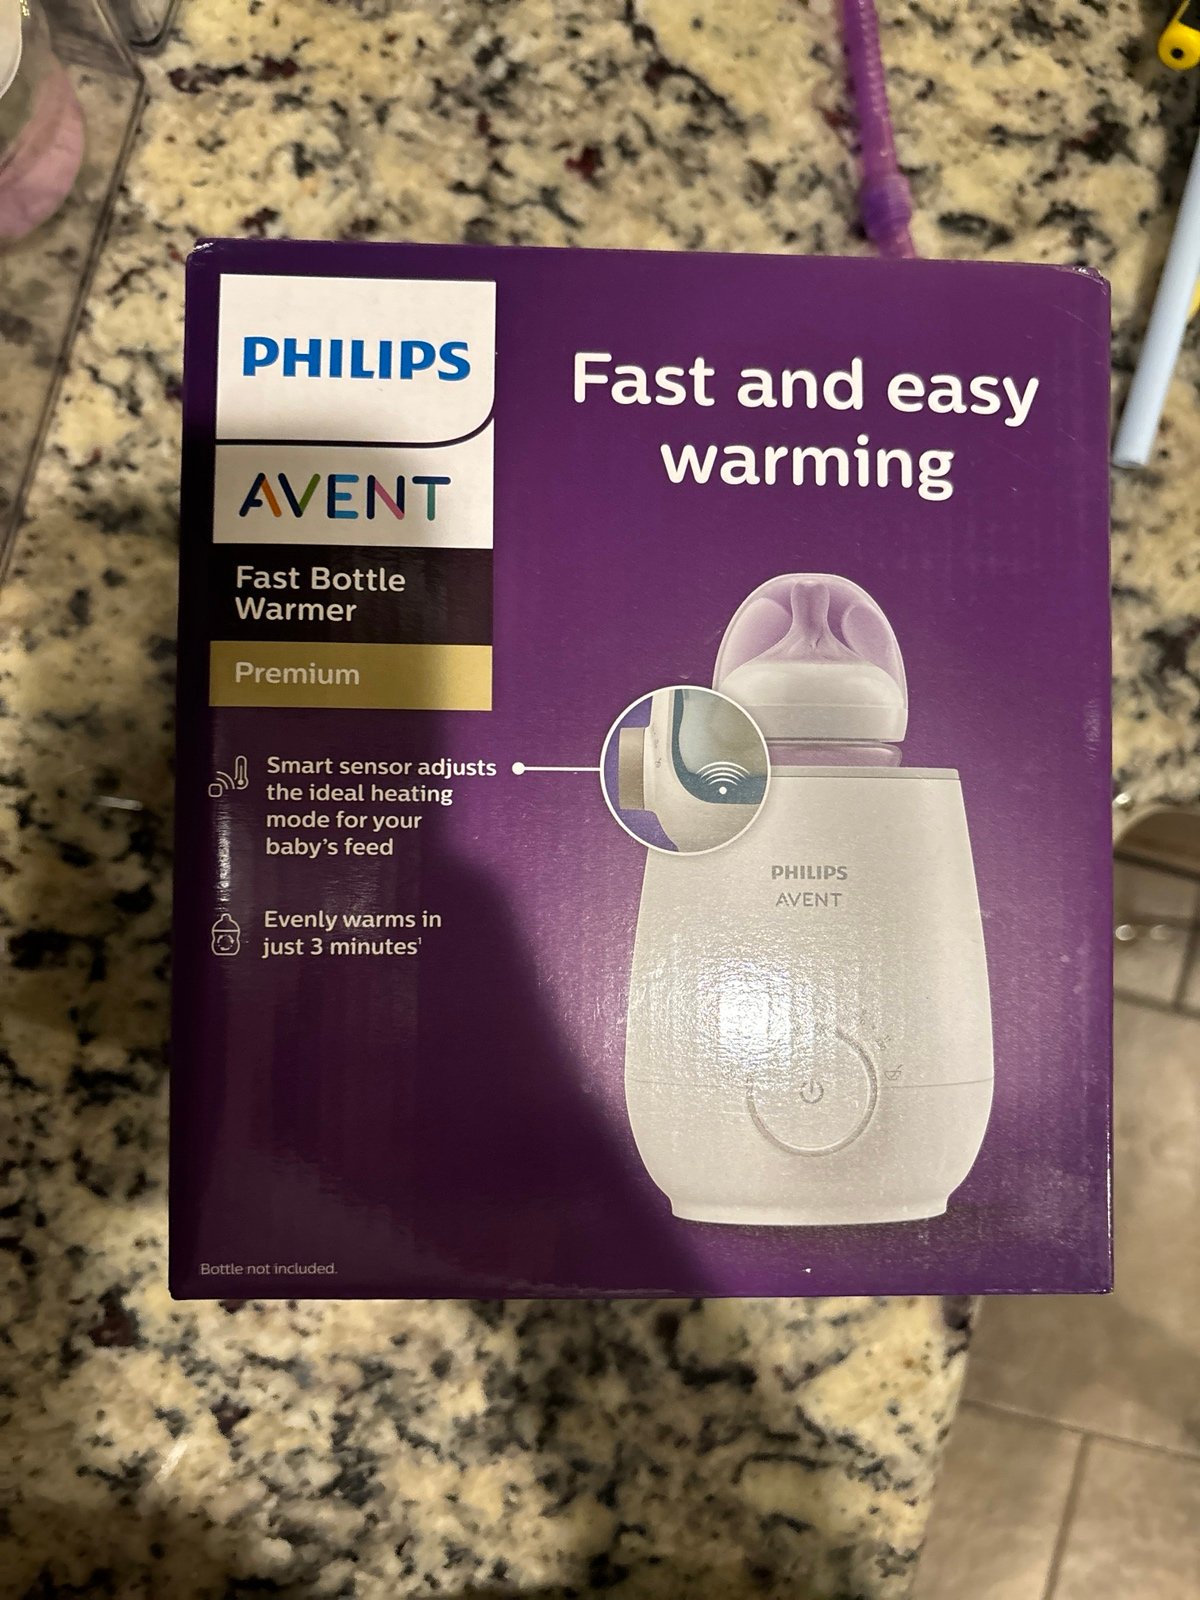 PHILIPS
AVENT
Fast Bottle
Warmer
Premium
Fast and easy
warming
Smart sensor adjusts
the ideal heating
mode for your
baby's feed
Evenly warms in
just 3 minutes¹
PHILIPS
AVENT
Bottle not included.